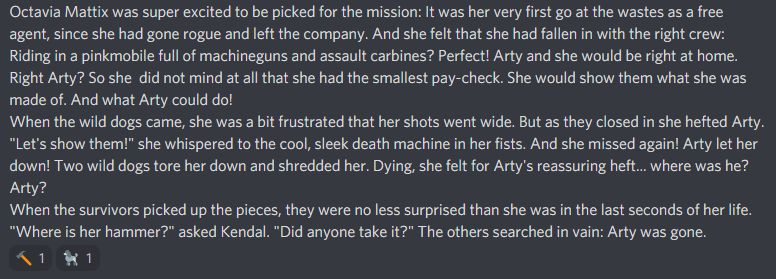 Octavia Mattix was super excited to be picked for the mission: It was her very first go at the wastes as a free
agent, since she had gone rogue and left the company. And she felt that she had fallen in with the right crew:
Riding in a pinkmobile full of machineguns and assault carbines? Perfect! Arty and she would be right at home.
Right Arty? So she  did not mind at all that she had the smallest pay-check. She would show them what she was
made of. And what Arty could do!
When the wild dogs came, she was a bit frustrated that her shots went wide. But as they closed in she hefted Arty.
"Let's show them!" she whispered to the cool, sleek death machine in her fists. And she missed again! Arty let her
down! Two wild dogs tore her down and shredded her. Dying, she felt for Arty's reassuring heft... where was he?
Arty?
When the survivors picked up the pieces, they were no less surprised than she was in the last seconds of her life.
"Where is her hammer?" asked Kendal. "Did anyone take it?" The others searched in vain: Arty was gone.
1 1